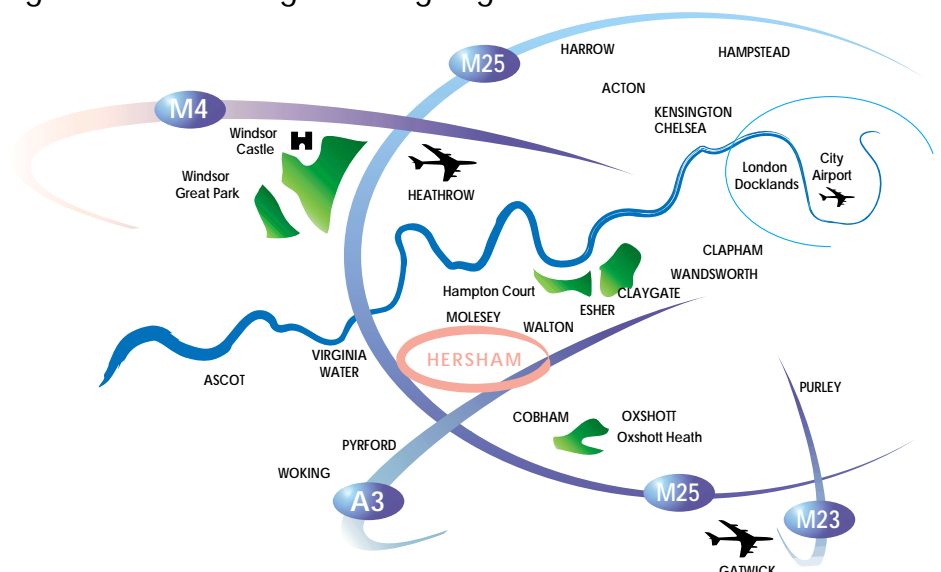 M25
HARROW
HAMPSTEAD
ACTON
M4
KENSINGTON
CHELSEA
Windsor
Castle
Windsor
Great Park
HEATHROW
London
Docklands
City
Airport
CLAPHAM
WANDSWORTH
Hampton Court
CLAYGATE
ESHER
MOLESEY
WALTON
HERSHAM
VIRGINIA
WATER
ASCOT
PURLEY
COBHAM
OXSHOTT
Oxshott Heath
PYRFORD
WOKING
A3
M25
M23
GATWICK